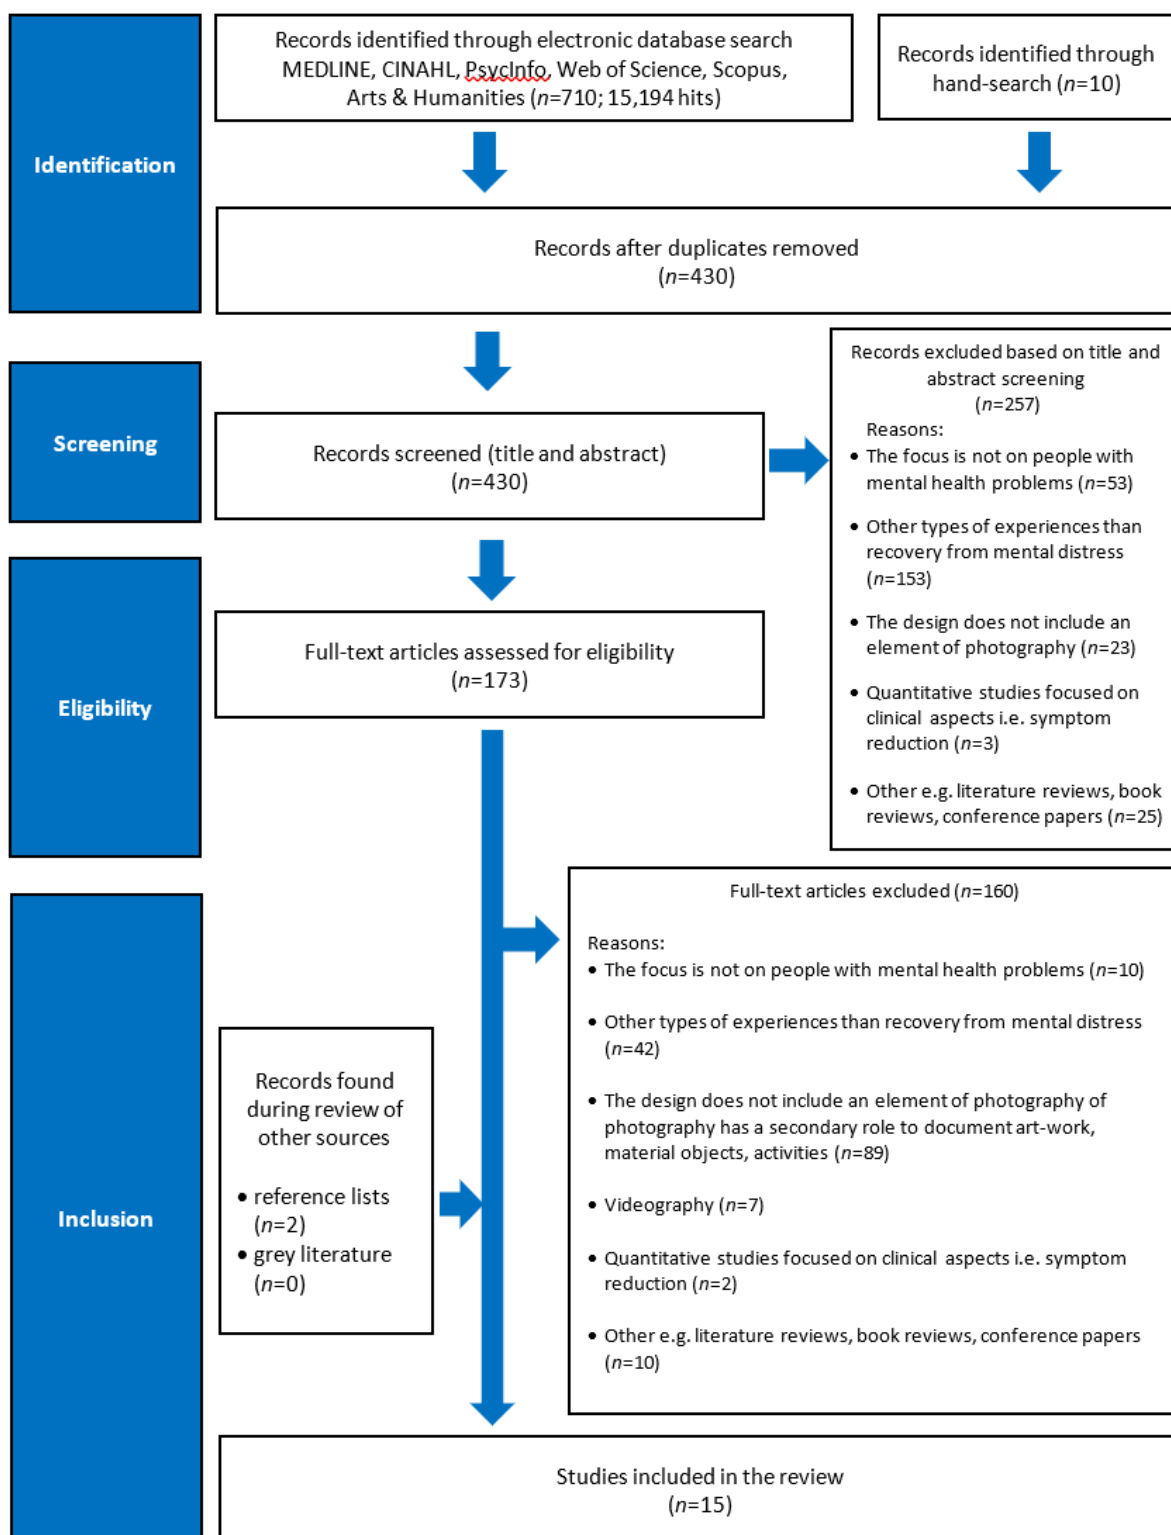 Records identified through electronic database search
MEDLINE, CINAHL, PsycInfo, Web of Science, Scopus,
Arts & Humanities (n=710; 15,194 hits)
Records identified through
hand-search (n=10)
Identification
Records after duplicates removed
(n=430)
Screening
Records screened (title and abstract)
(n=430)
Records excluded based on title and
abstract screening
(n=257)
Reasons:
• The focus is not on people with
mental health problems (n=53)
• Other types of experiences than
recovery from mental distress
(n=153)
• The design does not include an
element of photography (n=23)
• Quantitative studies focused on
clinical aspects i.e. symptom
reduction (n=3)
• Other e.g. literature reviews, book
reviews, conference papers (n=25)
Eligibility
Full-text articles assessed for eligibility
(n=173)
Full-text articles excluded (n=160)
Reasons:
• The focus is not on people with mental health problems (n=10)
• Other types of experiences than recovery from mental distress
(n=42)
• The design does not include an element of photography of
photography has a secondary role to document art-work,
material objects, activities (n=89)
• Videography (n=7)
• Quantitative studies focused on clinical aspects i.e. symptom
reduction (n=2)
• Other e.g. literature reviews, book reviews, conference papers
(n=10)
Inclusion
Records found
during review of
other sources
• reference lists
(n=2)
• grey literature
(n=0)
Studies included in the review
(n=15)